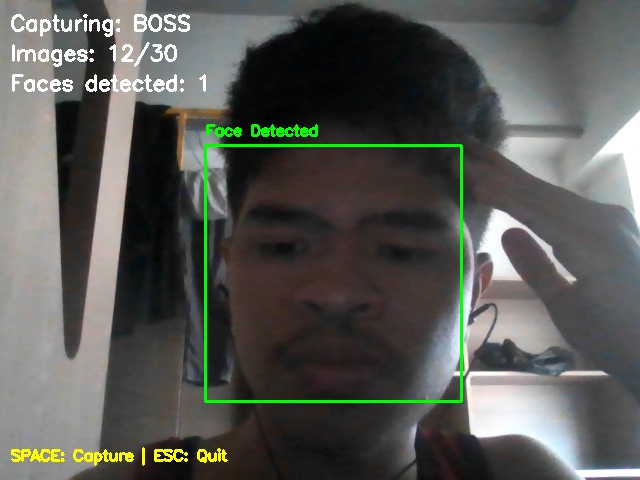 Capturing: BOSS
Images: 12/30
Faces detected: 1
Face Detected
SPACE: Capture | ESC: Quit